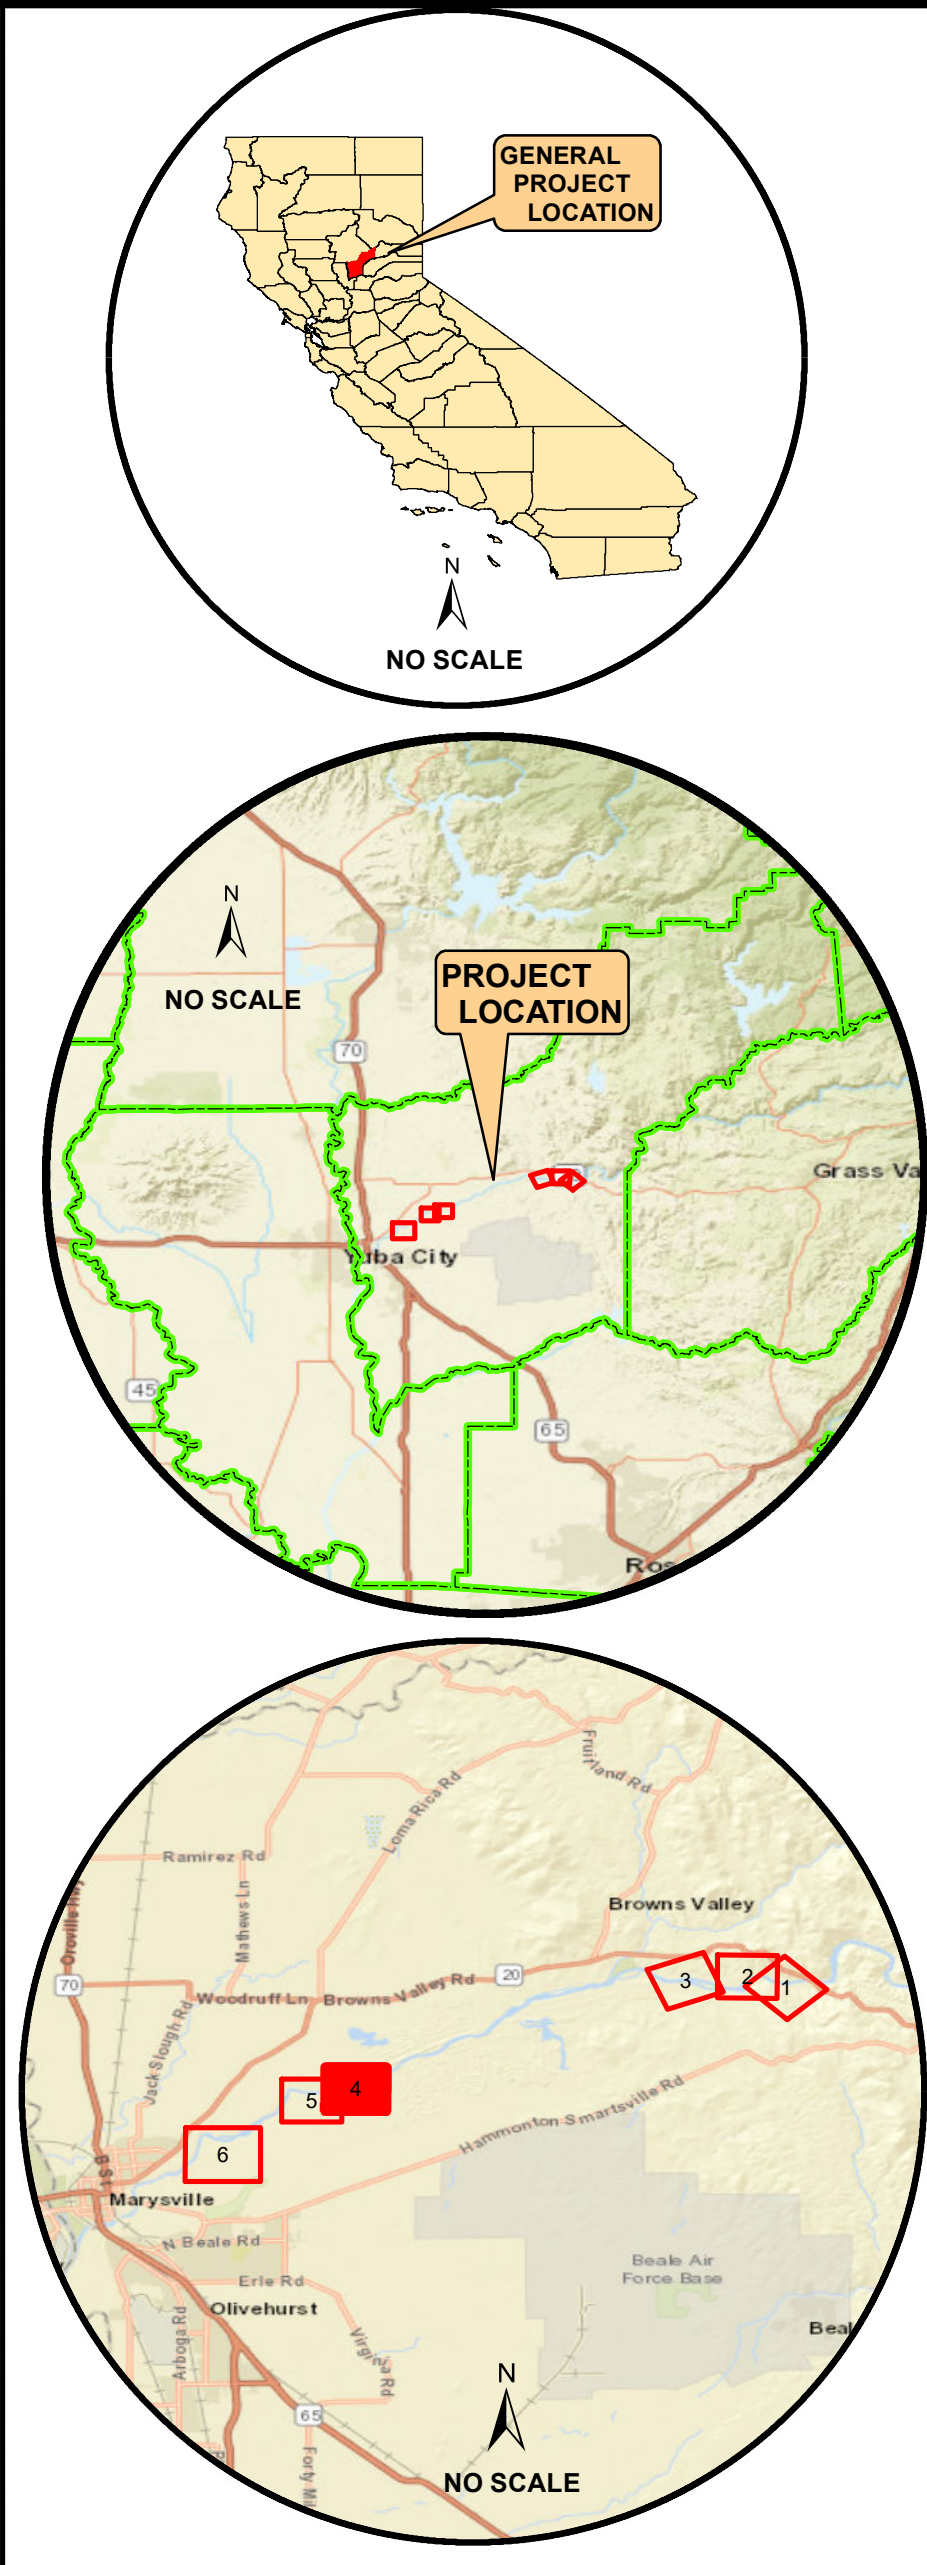 GENERAL
PROJECT
LOCATION
N
NO SCALE
N
NO SCALE
PROJECT
LOCATION
70
Grass Va
Yuba City
45
65
Ros
Fruitland Rd
Loma Rica Rd
Ramirez Rd
Mathews Ln
Oroville Hwy
Browns Valley
70
20
3
2
1
Woodruff Ln
Browns Valley Rd
Jack Slough Rd
4
5
6
Hammonton Smartsville Rd
B St
Marysville
N Beale Rd
Beale Air
Force Base
Erle Rd
Olivehurst
Beal
Arboga Rd
Virginia Rd
N
65
Forty Mil
NO SCALE